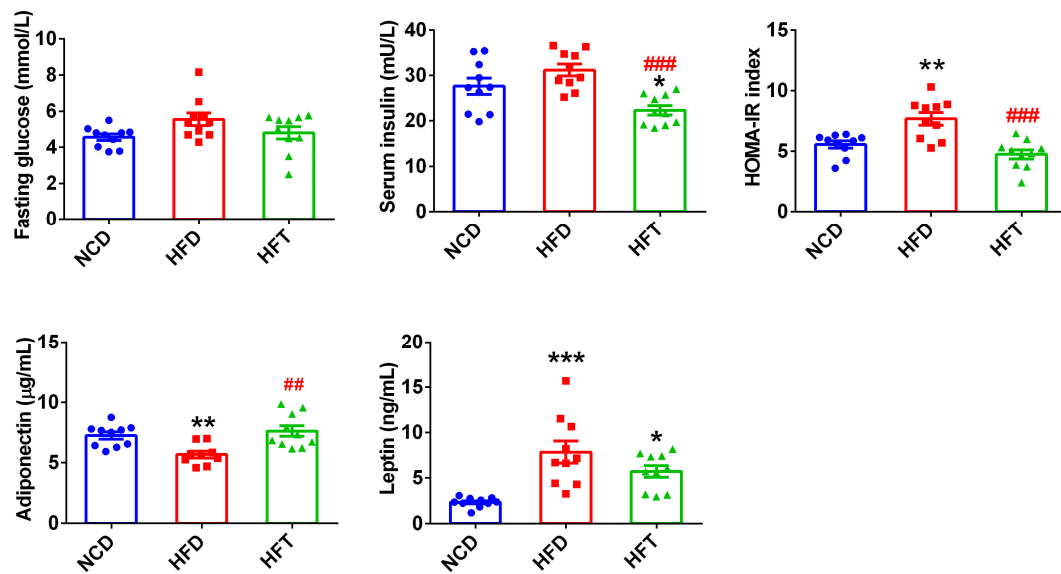 Fasting glucose (mmol/L)
10
8
6
4
2
0
NCD
HFD
HFT
Serum insulin (mU/L)
40
30
20
10
0
###
*
NCD
HFD
HFT
HOMA-IR index
15
10
5
0
**
###
NCD
HFD
HFT
Adiponectin (μg/mL)
15
10
5
0
**
##
NCD
HFD
HFT
Leptin (ng/mL)
20
15
10
5
0
***
*
NCD
HFD
HFT